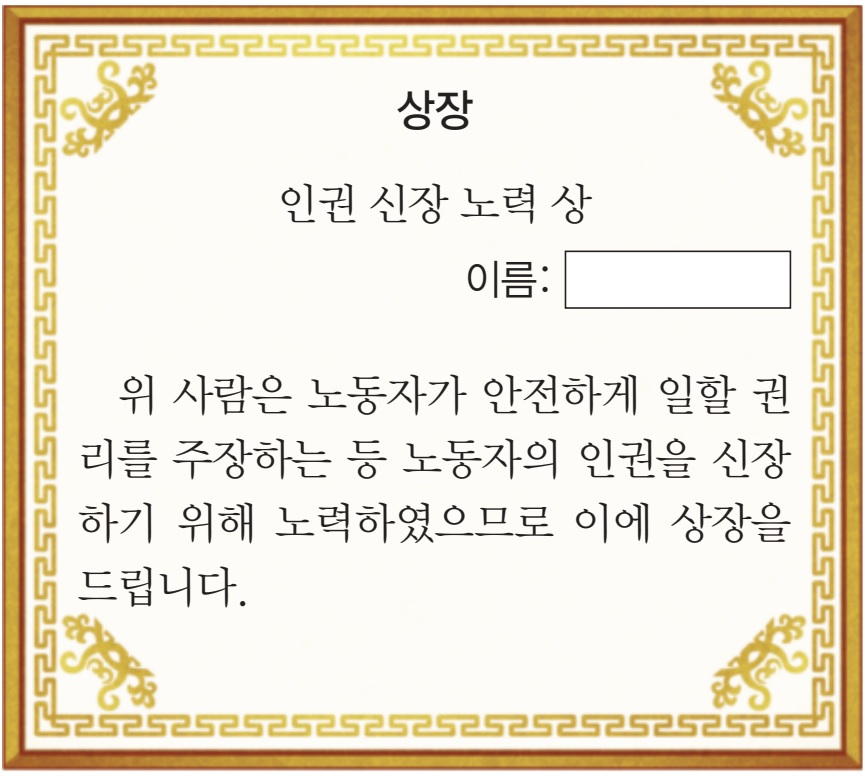 상장
인권 신장 노력 상
이름:
위 사람은 노동자가 안전하게 일할 권
리를 주장하는 등 노동자의 인권을 신장
하기 위해 노력하였으므로 이에 상장을
드립니다.